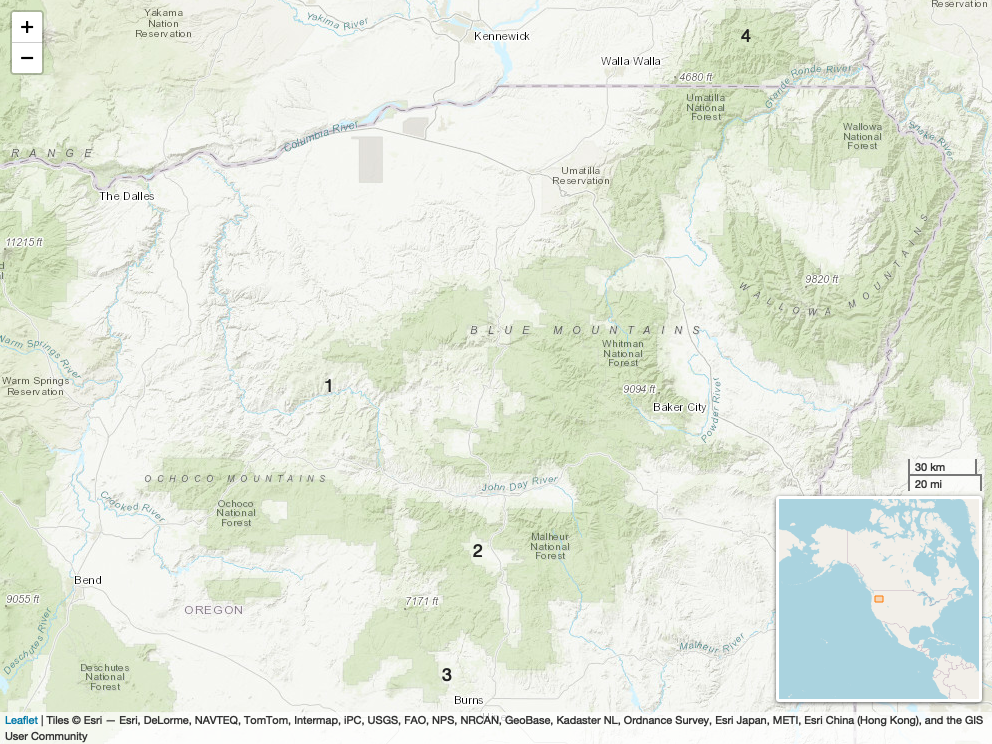 Yakama
Nation
Reservation
Yakima River
Kennewick
Reservation
4
Walla Walla
4680 ft
Grande Ronde River
Umatilla
National
Forest
Wallowa
National
Forest
Snake River
Columbia River
RANGE
Umatilla
Reservation
The Dalles
11215 ft
9820 ft
WALLOWA MOUNTAINS
BLUE MOUNTAINS
Whitman
National
Forest
Warm Springs River
Warm Springs
Reservation
1
9094 ft
Baker City
Powder River
30 km
20 mi
OCHOCO MOUNTAINS
John Day River
Crooked River
Ochoco
National
Forest
2
Malheur
National
Forest
Bend
9055 ft
7171 ft
OREGON
Deschutes River
Malheur River
Deschutes
National
Forest
3
Burns
+
−
Leaflet | Tiles © Esri — Esri, DeLorme, NAVTEQ, TomTom, Intermap, iPC, USGS, FAO, NPS, NRCAN, GeoBase, Kadaster NL, Ordnance Survey, Esri Japan, METI, Esri China (Hong Kong), and the GIS
User Community